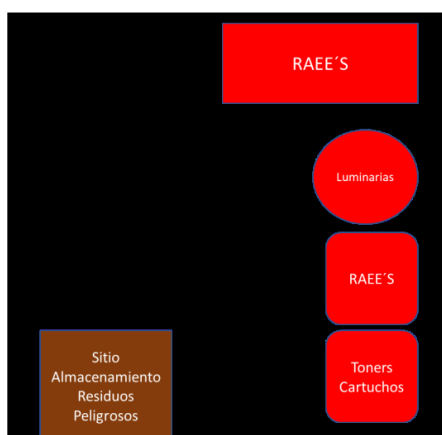 RAEE´S
Luminarias
RAEE´S
Toners
Cartuchos
Sitio
Almacenamiento
Residuos
Peligrosos